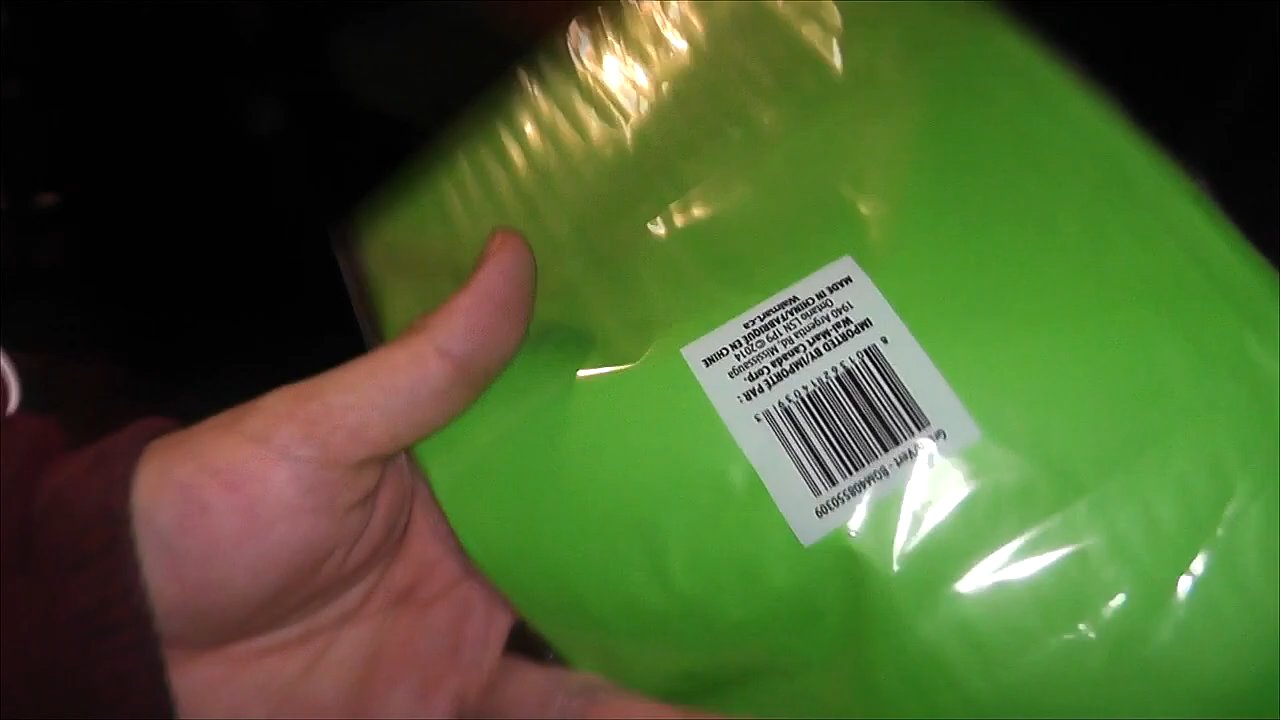 BQM408550309
IMPORTED BY/IMPORTÉ PAR :
Wal-Mart Canada Corp.
1940 Argentia Rd Mississauga
Ontario L5N 1P9 ©2014
Walmart.ca
MADE IN CHINA/FABRIQUÉ EN CHINE